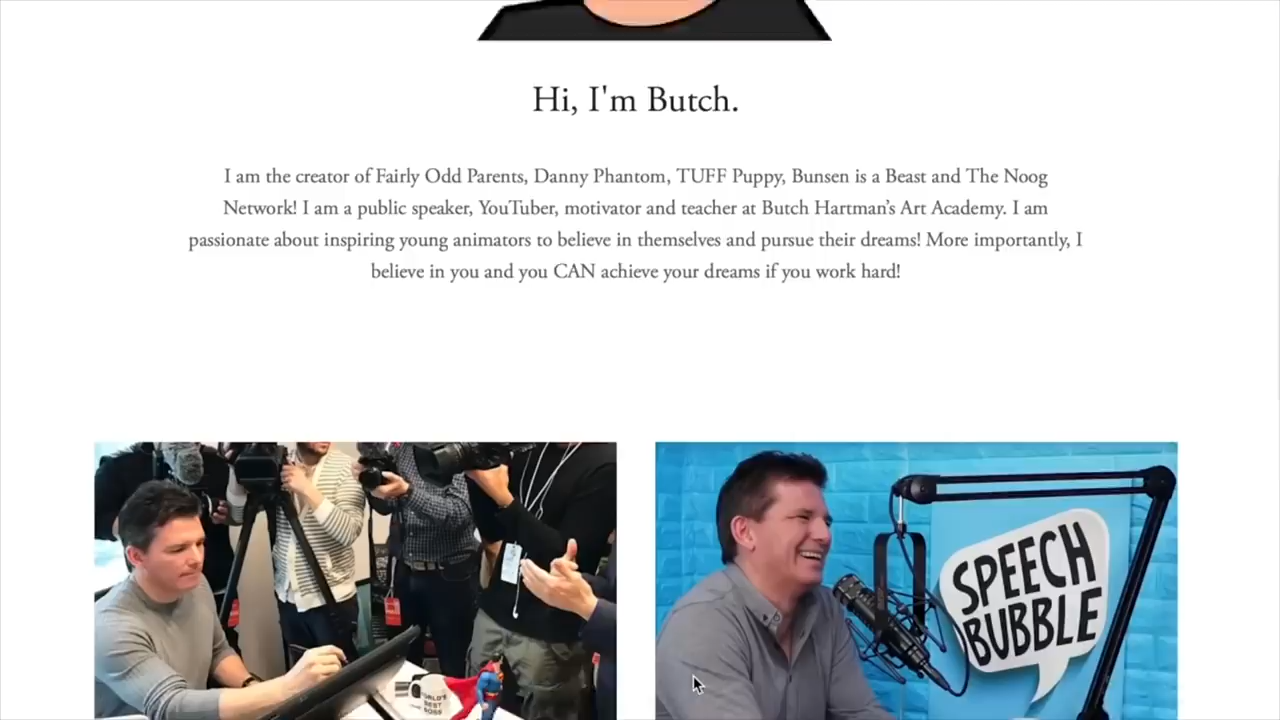 Hi, I'm Butch.
I am the creator of Fairly Odd Parents, Danny Phantom, TUFF Puppy, Bunsen is a Beast and The Noog
Network! I am a public speaker, YouTuber, motivator and teacher at Butch Hartman’s Art Academy. I am
passionate about inspiring young animators to believe in themselves and pursue their dreams! More importantly, I
believe in you and you CAN achieve your dreams if you work hard!
SPEECH
BUBBLE
WORLD'S
BEST
BOSS